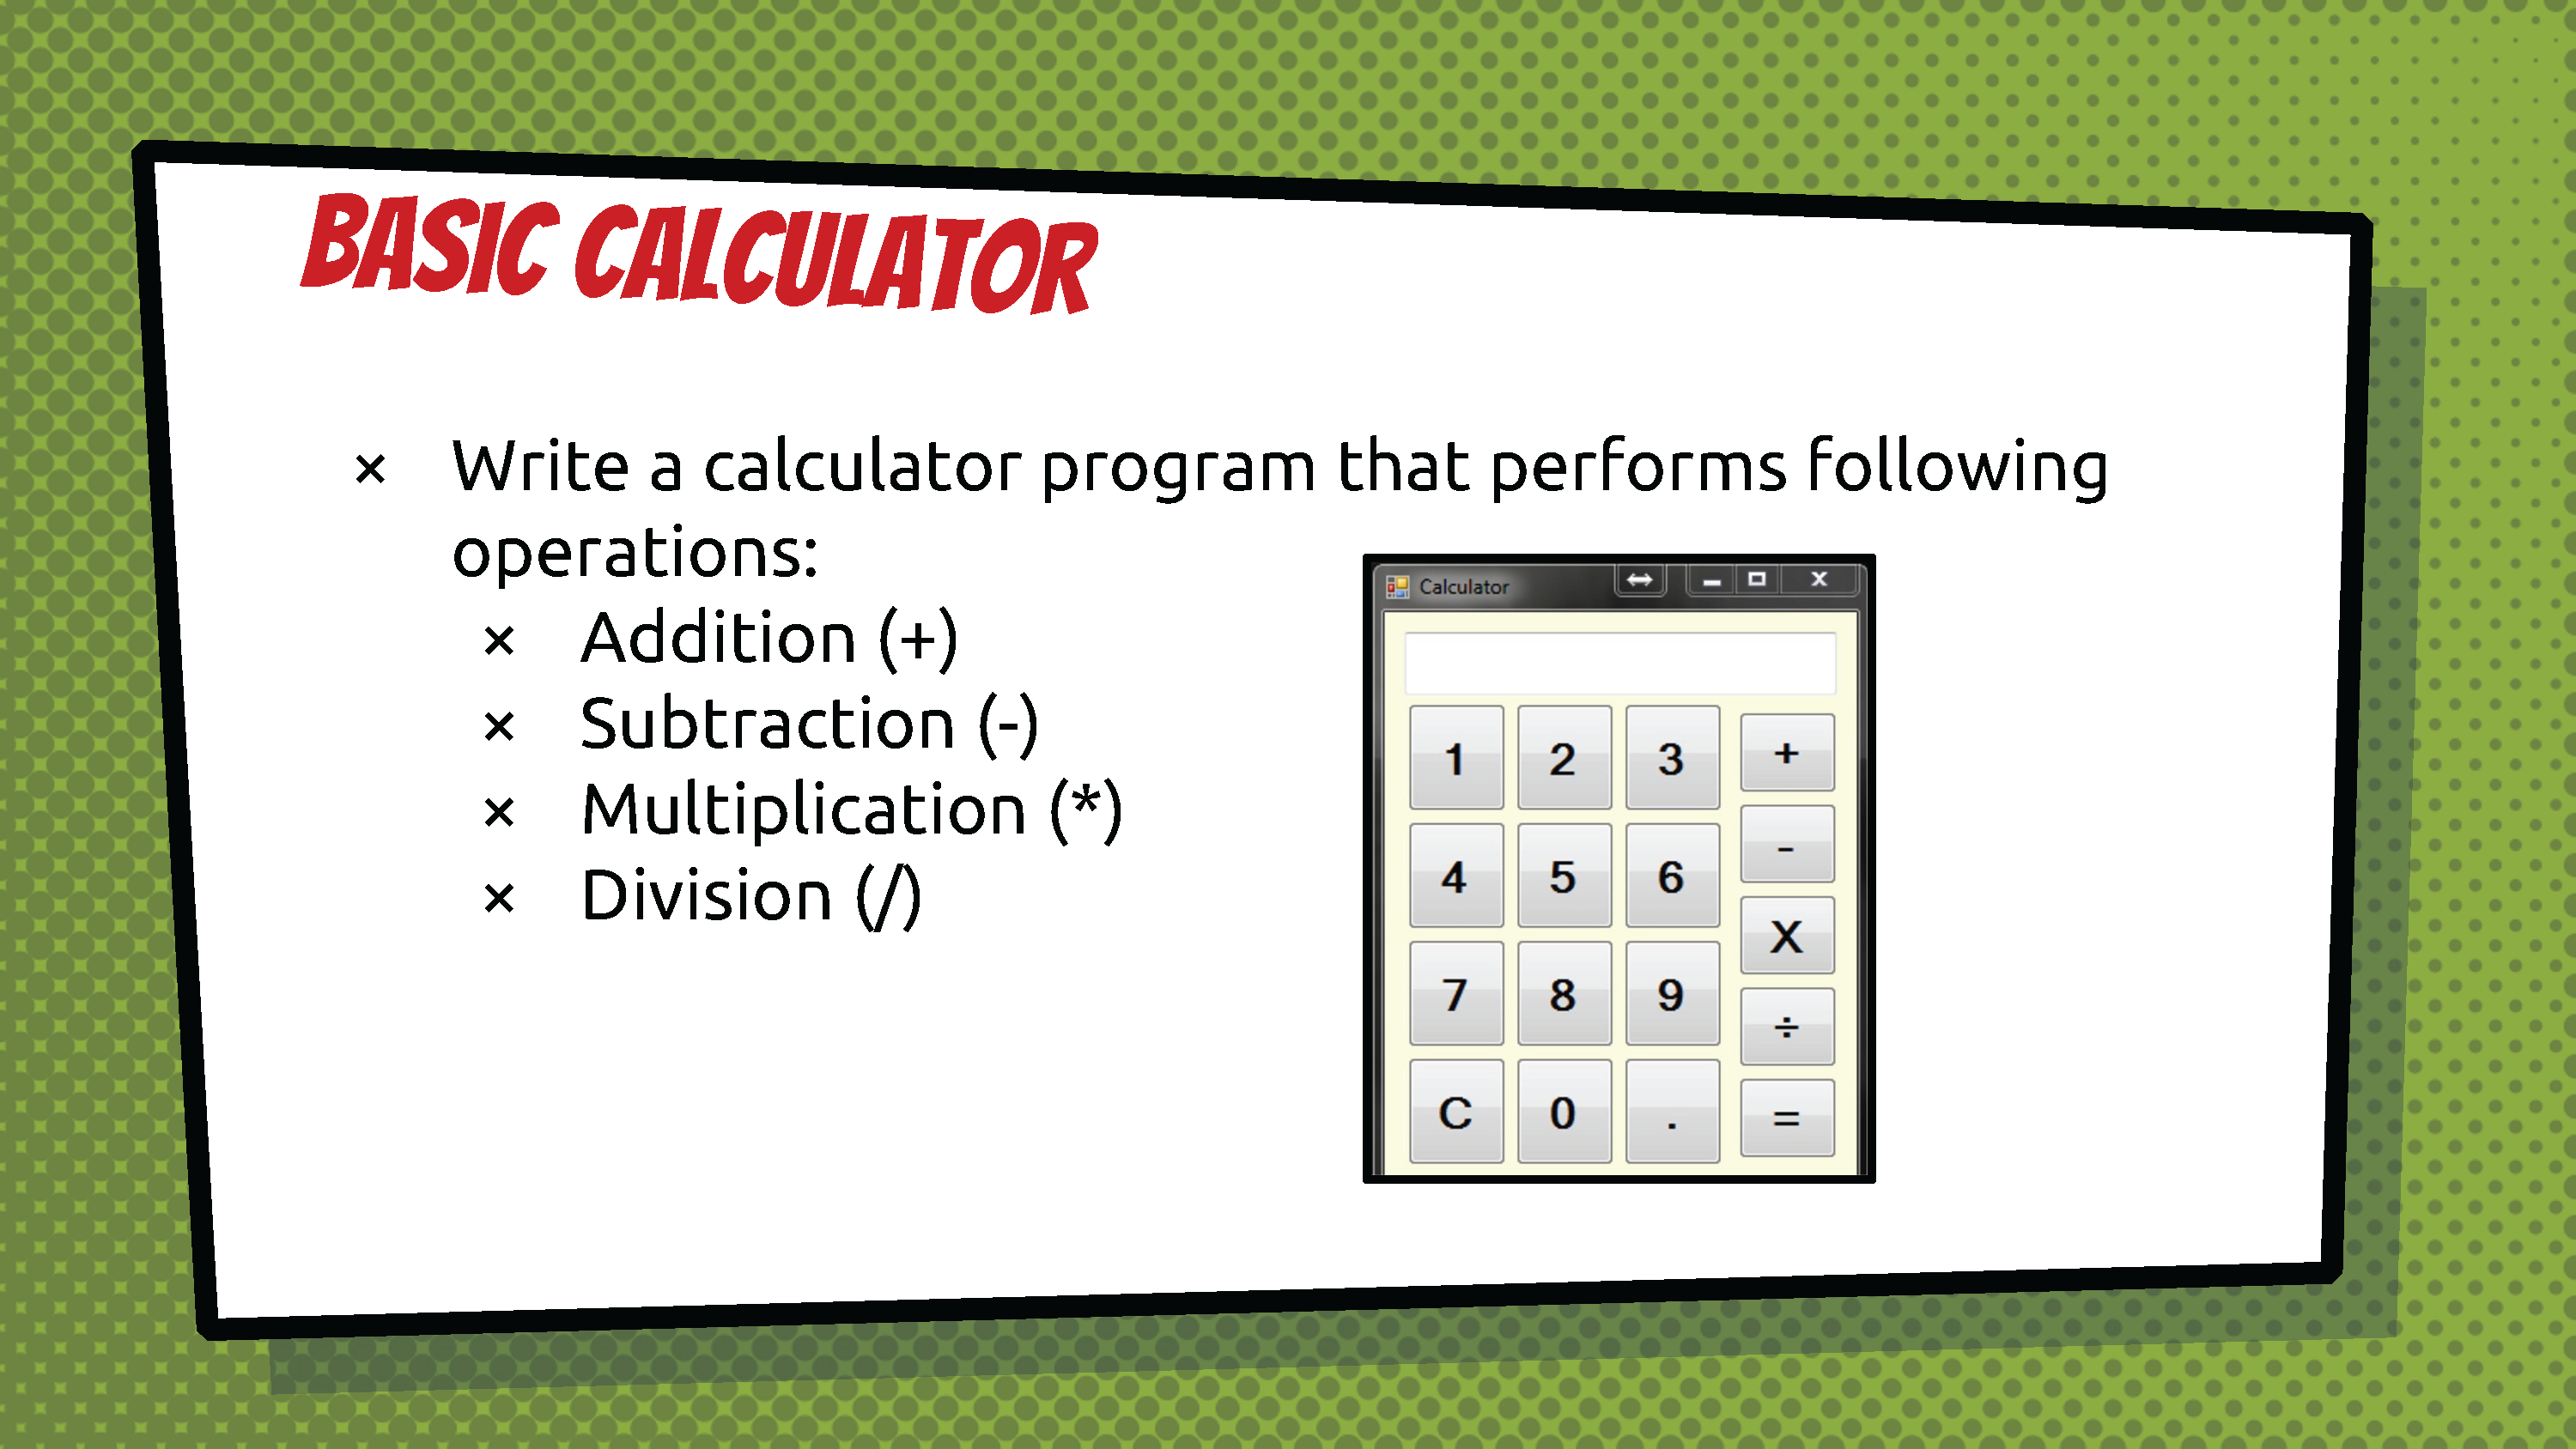 BASIC CALCULATOR
× Write a calculator program that performs following
operations:
× Addition (+)
× Subtraction (-)
× Multiplication (*)
× Division (/)
Calculator
1 2 3 +
4 5 6 -
X
7 8 9 ÷
C 0 . =